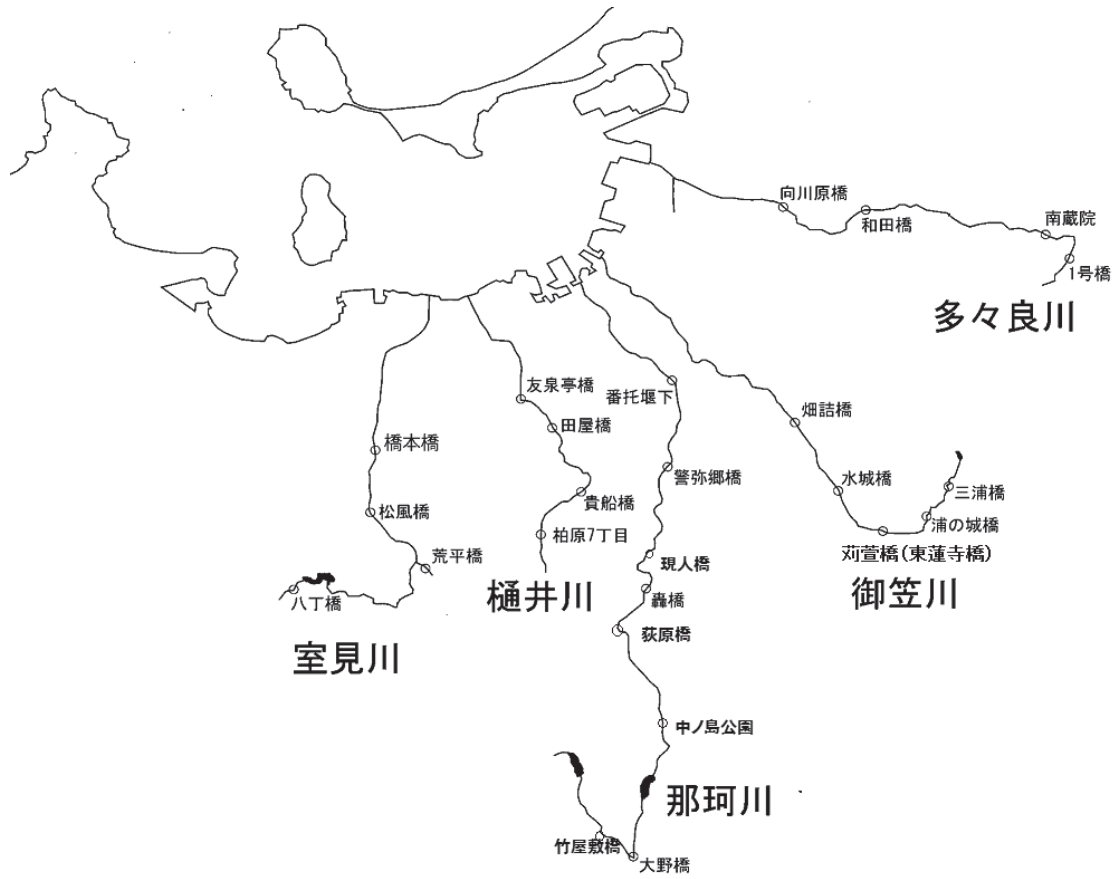 向川原橋
和田橋
南蔵院
1号橋
多々良川
友泉亭橋
番托堰下
田屋橋
畑詰橋
橋本橋
警弥郷橋
水城橋
三浦橋
貴船橋
松風橋
浦の城橋
柏原7丁目
荒平橋
現人橋
苅萱橋(東蓮寺橋)
八丁橋
樋井川
轟橋
御笠川
荻原橋
室見川
中ノ島公園
那珂川
竹屋敷橋
大野橋